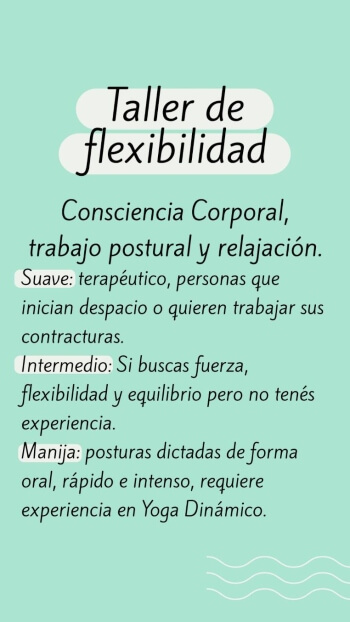 Taller de
flexibilidad
Consciencia Corporal,
trabajo postural y relajación.
Suave: terapéutico, personas que
inician despacio o quieren trabajar sus
contracturas.
Intermedio: Si buscas fuerza,
flexibilidad y equilibrio pero no tenés
experiencia.
Manija: posturas dictadas de forma
oral, rápido e intenso, requiere
experiencia en Yoga Dinámico.